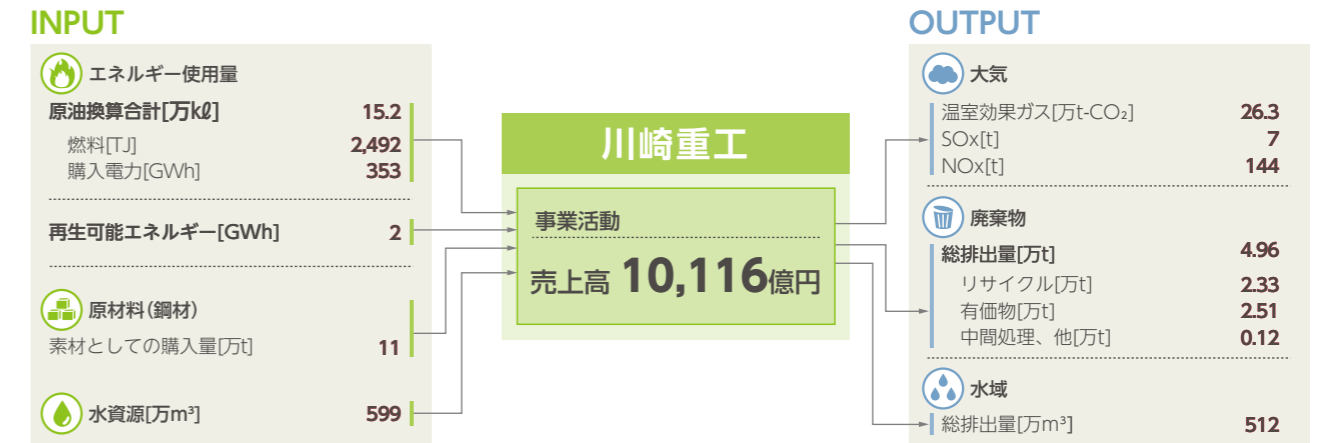 INPUT
エネルギー使用量
原油換算合計[万kℓ] 15.2
燃料[TJ] 2,492
購入電力[GWh] 353
再生可能エネルギー[GWh] 2
原材料(鋼材)
素材としての購入量[万t] 11
水資源[万m³] 599
川崎重工
事業活動
売上高 10,116億円
OUTPUT
大気
温室効果ガス[万t-CO₂] 26.3
SOx[t] 7
NOx[t] 144
廃棄物
総排出量[万t] 4.96
リサイクル[万t] 2.33
有価物[万t] 2.51
中間処理、他[万t] 0.12
水域
総排出量[万m³] 512